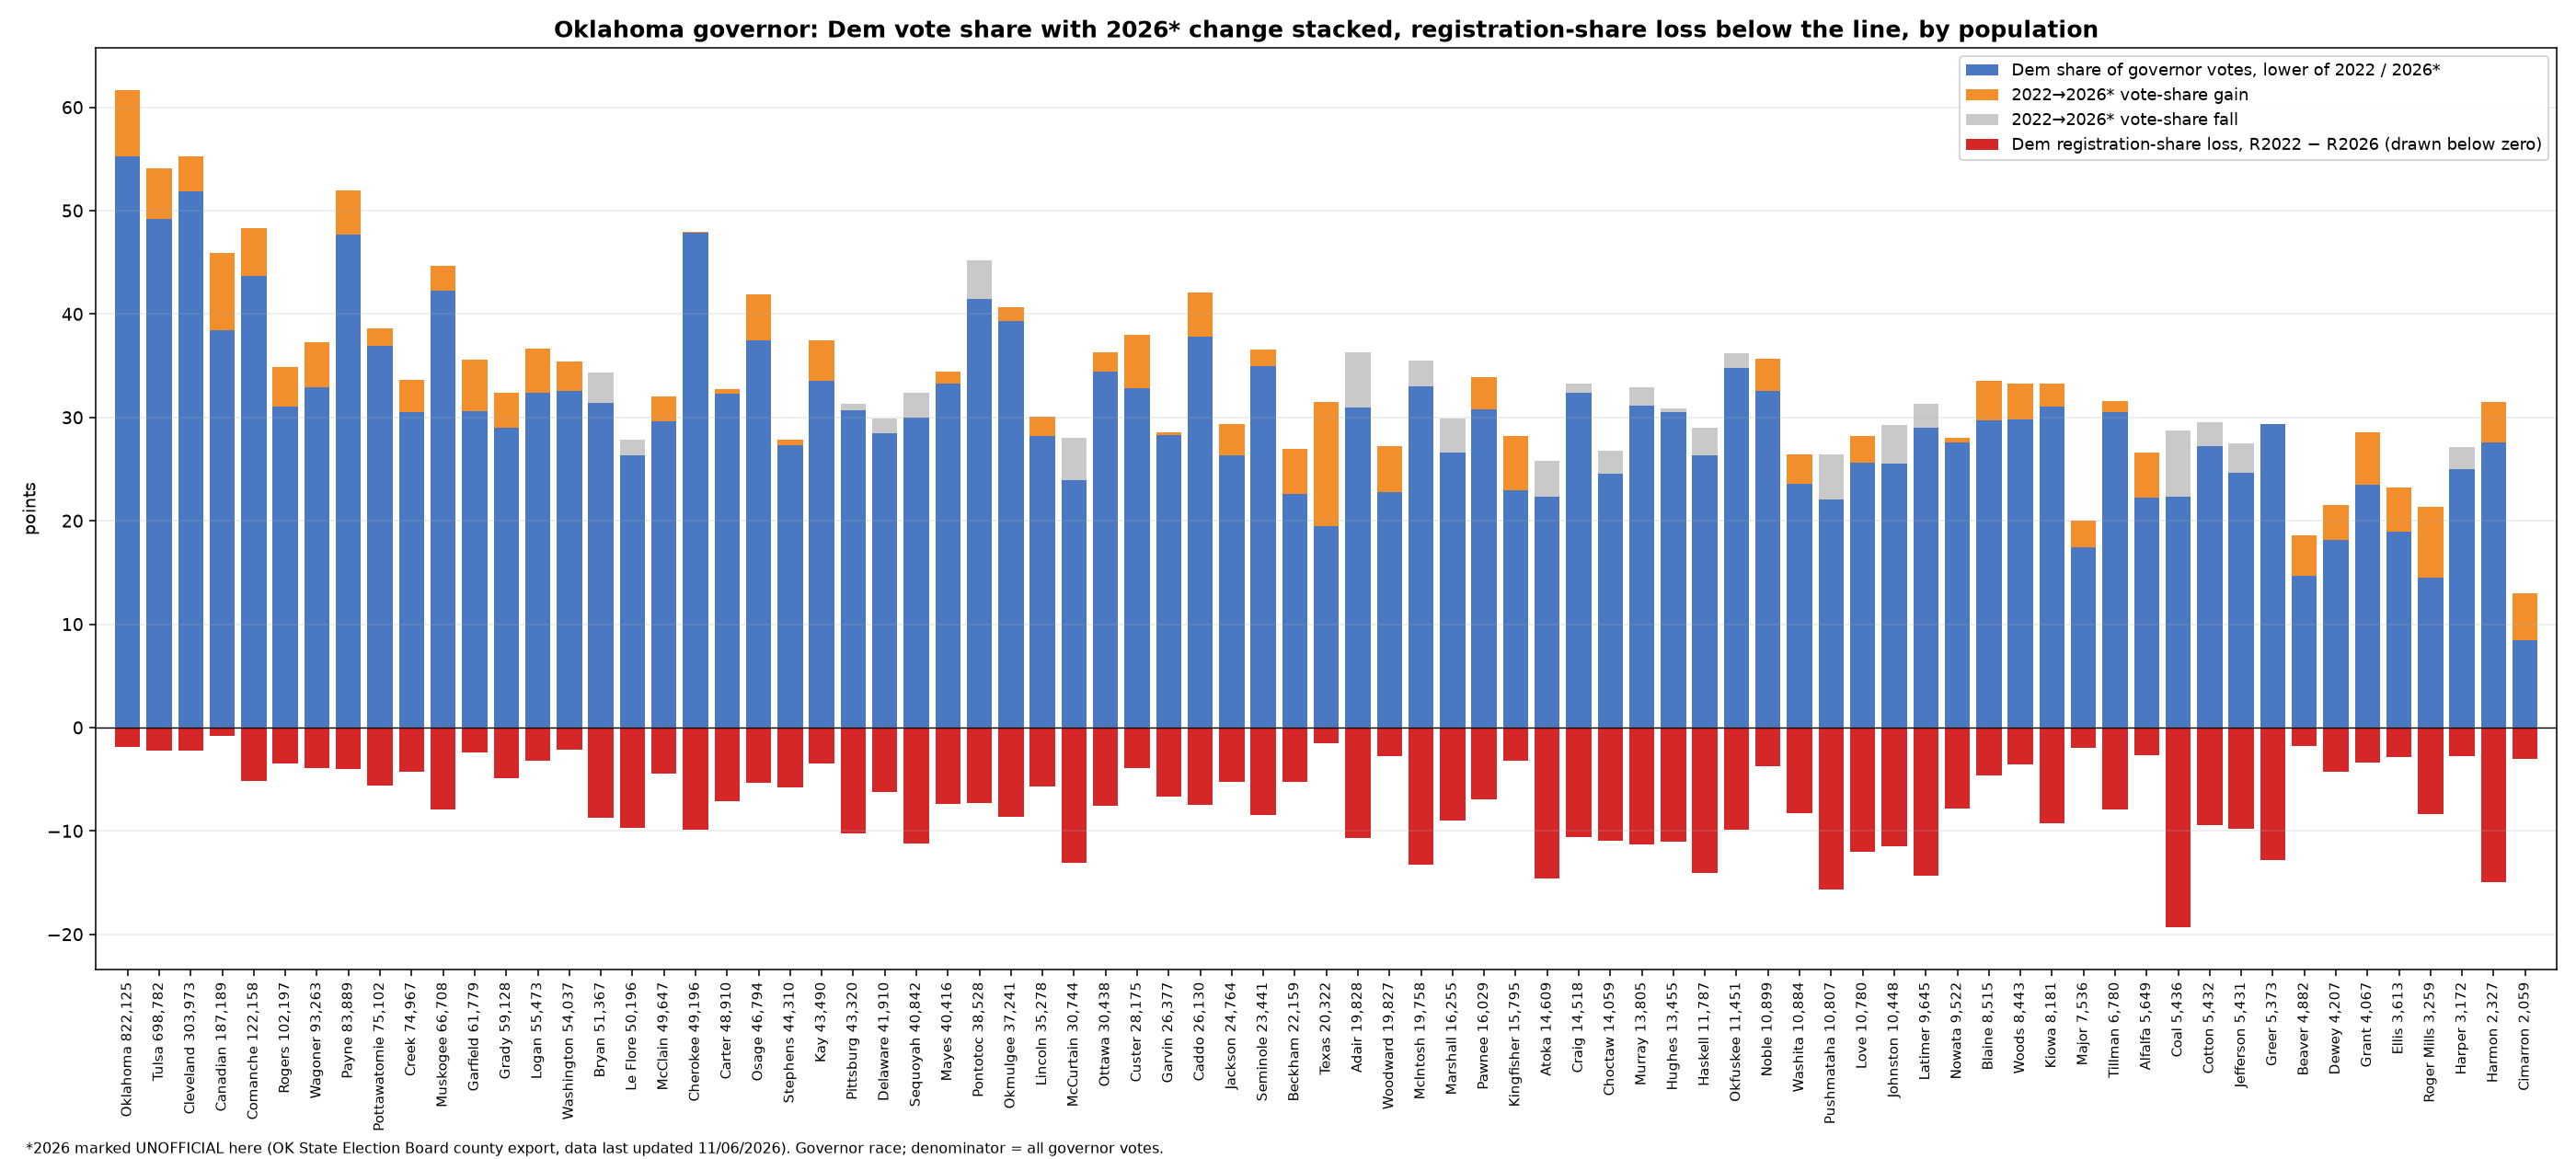 Oklahoma governor: Dem vote share with 2026* change stacked, registration-share loss below the line, by population
Dem share of governor votes, lower of 2022 / 2026*
2022→2026* vote-share gain
2022→2026* vote-share fall
Dem registration-share loss, R2022 − R2026 (drawn below zero)
points
60
50
40
30
20
10
0
−10
−20
Oklahoma 822,125
Tulsa 698,782
Cleveland 303,973
Canadian 187,189
Comanche 122,158
Rogers 102,197
Wagoner 93,263
Payne 83,889
Pottawatomie 75,102
Creek 74,967
Muskogee 66,708
Garfield 61,779
Grady 59,128
Logan 55,473
Washington 54,037
Bryan 51,367
Le Flore 50,196
McClain 49,647
Cherokee 49,196
Carter 48,910
Osage 46,794
Stephens 44,310
Kay 43,490
Pittsburg 43,320
Delaware 41,910
Sequoyah 40,842
Mayes 40,416
Pontotoc 38,528
Okmulgee 37,241
Lincoln 35,278
McCurtain 30,744
Ottawa 30,438
Custer 28,175
Garvin 26,377
Caddo 26,130
Jackson 24,764
Seminole 23,441
Beckham 22,159
Texas 20,322
Adair 19,828
Woodward 19,827
McIntosh 19,758
Marshall 16,255
Pawnee 16,029
Kingfisher 15,795
Atoka 14,609
Craig 14,518
Choctaw 14,059
Murray 13,805
Hughes 13,455
Haskell 11,787
Okfuskee 11,451
Noble 10,899
Washita 10,884
Pushmataha 10,807
Love 10,780
Johnston 10,448
Latimer 9,645
Nowata 9,522
Blaine 8,515
Woods 8,443
Kiowa 8,181
Major 7,536
Tillman 6,780
Alfalfa 5,649
Coal 5,436
Cotton 5,432
Jefferson 5,431
Greer 5,373
Beaver 4,882
Dewey 4,207
Grant 4,067
Ellis 3,613
Roger Mills 3,259
Harper 3,172
Harmon 2,327
Cimarron 2,059
*2026 marked UNOFFICIAL here (OK State Election Board county export, data last updated 11/06/2026). Governor race; denominator = all governor votes.